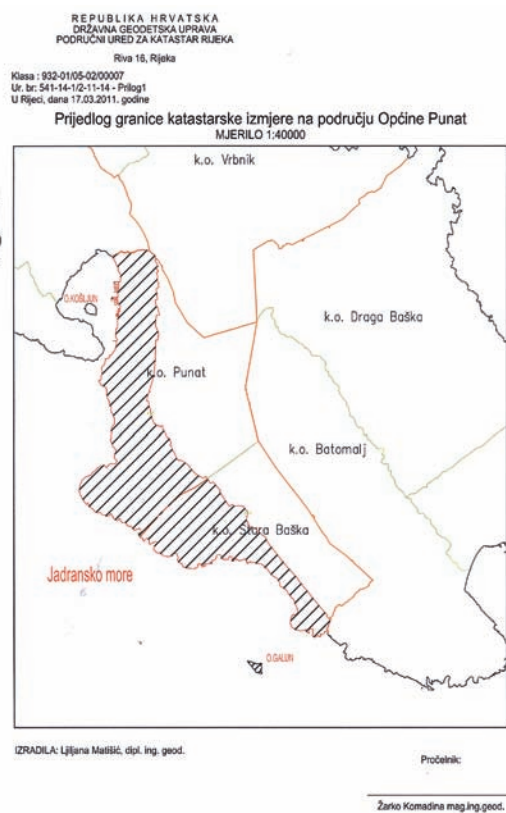 REPUBLIKA HRVATSKA
DRŽAVNA GEODETSKA UPRAVA
PODRUČNI URED ZA KATASTAR RIJEKA
Riva 16, Rijeka
Klasa : 932-01/05-02/00007
Ur. br: 541-14-1/2-11-14 - Prilog1
U Rijeci, dana 17.03.2011. godine
Prijedlog granice katastarske izmjere na području Općine Punat
MJERILO 1:40000
k.o. Vrbnik
O.KOŠLJUN
k.o. Draga Baška
k.o. Punat
k.o. Batomalj
k.o. Stara Baška
Jadransko more
O.GALUN
IZRADILA: Ljiljana Matišić, dipl. ing. geod.
Pročelnik:
Žarko Komadina mag.ing.geod.